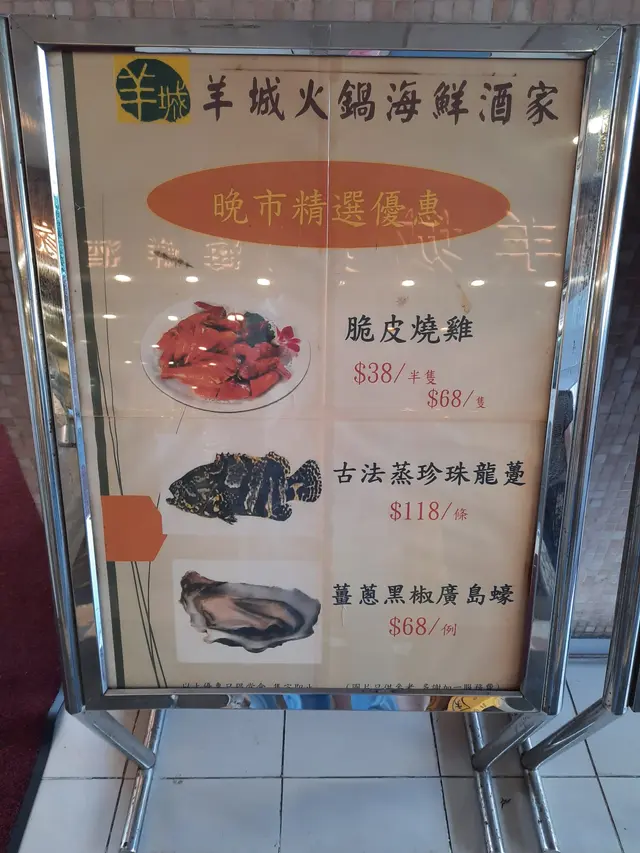 羊城
羊城火鍋海鮮酒家
晚市精選優惠
脆皮燒雞
$38/半隻
$68/隻
古法蒸珍珠龍躉
$118/條
薑蔥黑椒廣島蠔
$68/例